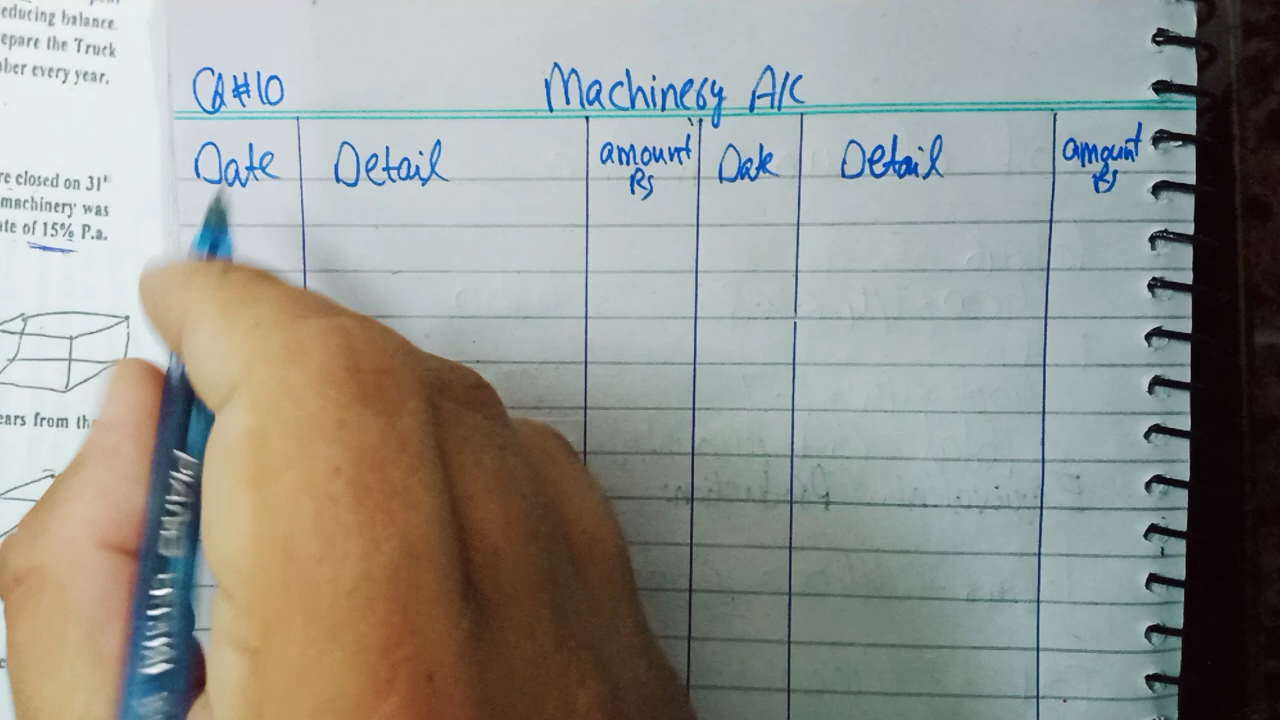 educing balance.
epare the Truck
ber every year.
Q#10
Machinery A/C
Date Detail amount Rs Date Detail amount Rs
re closed on 31
machinery was
ate of 15% P.a.
ears from th